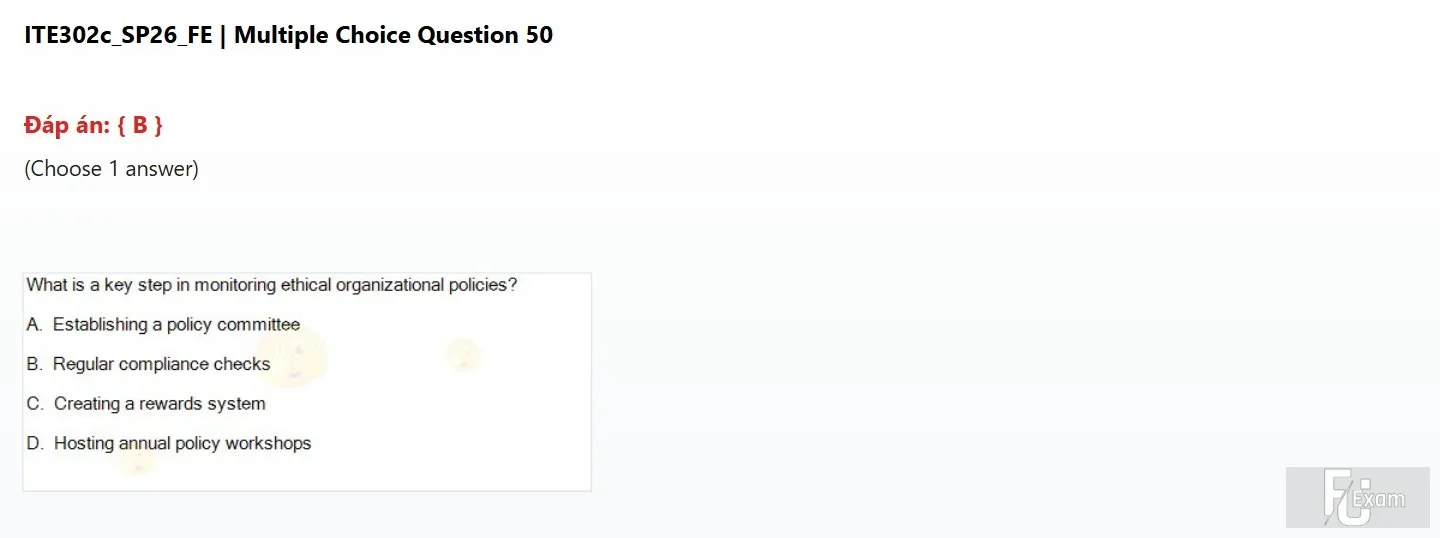 ITE302c_SP26_FE | Multiple Choice Question 50
Đáp án: { B }
(Choose 1 answer)
What is a key step in monitoring ethical organizational policies?
A. Establishing a policy committee
B. Regular compliance checks
C. Creating a rewards system
D. Hosting annual policy workshops
FU Exam